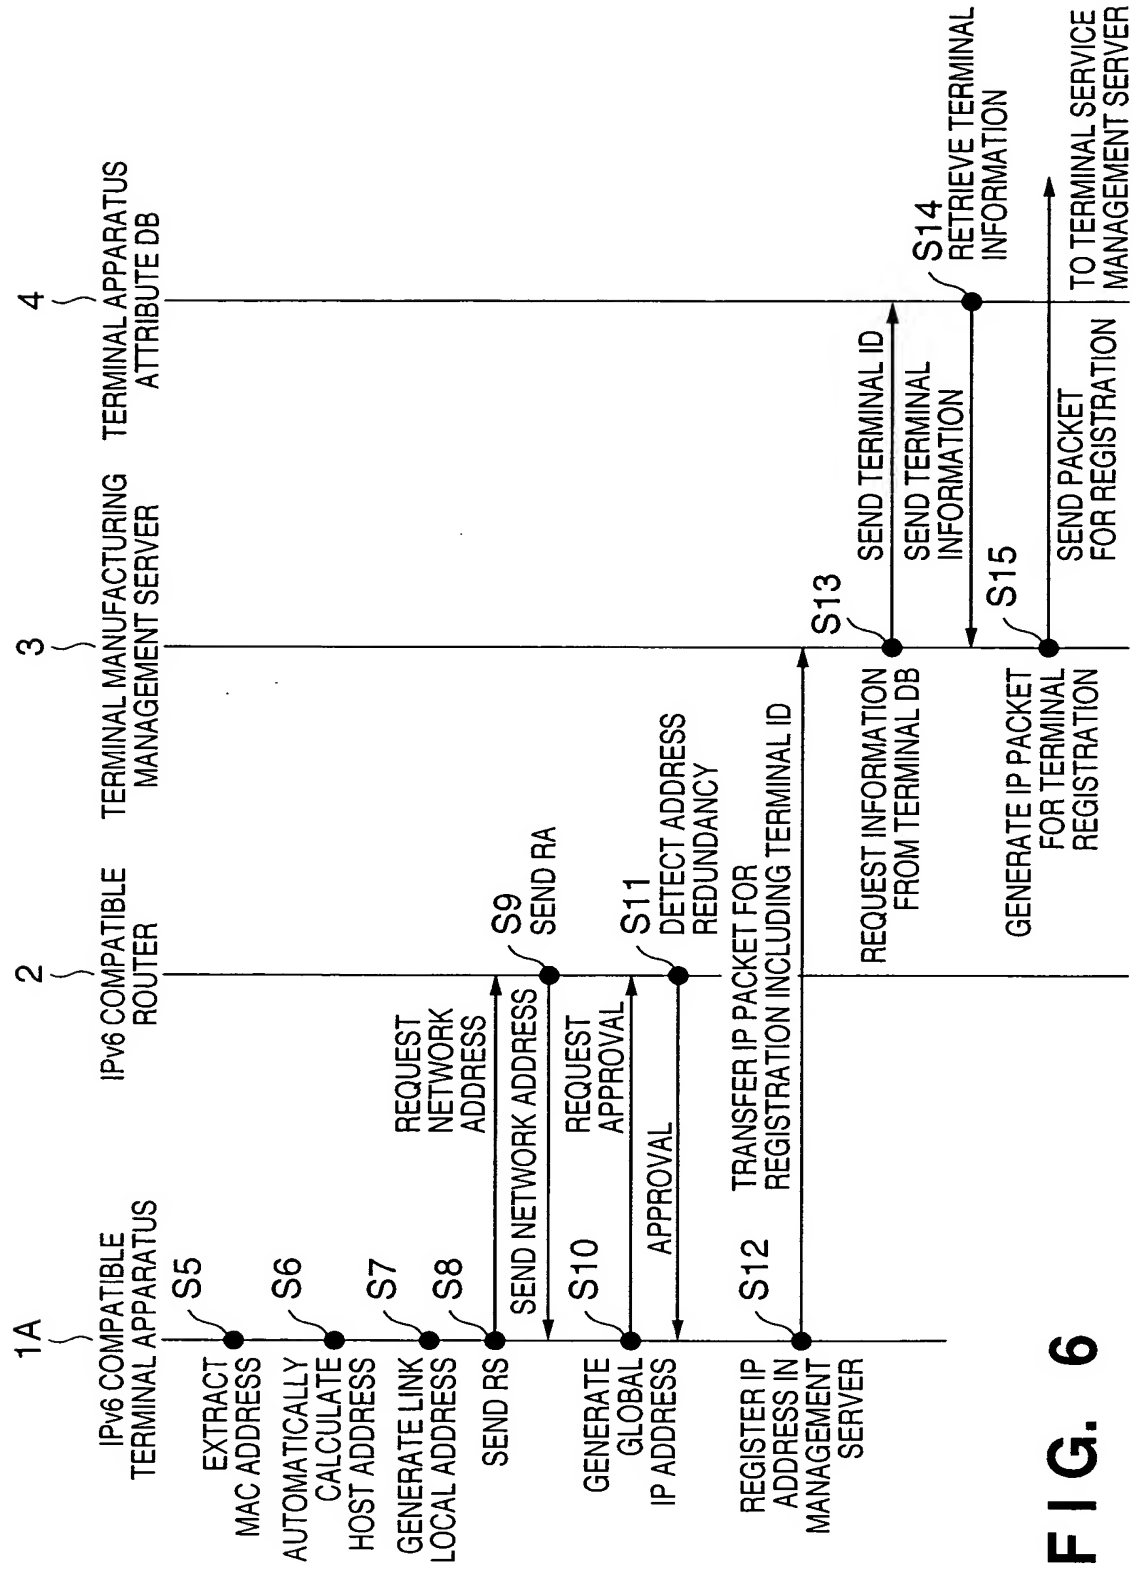 1A
IPv6 COMPATIBLE
TERMINAL APPARATUS
2
IPv6 COMPATIBLE
ROUTER
3
TERMINAL MANUFACTURING
MANAGEMENT SERVER
4
TERMINAL APPARATUS
ATTRIBUTE DB
S5
EXTRACT
MAC ADDRESS
S6
AUTOMATICALLY
CALCULATE
HOST ADDRESS
S7
GENERATE LINK
LOCAL ADDRESS
S8
SEND RS
REQUEST
NETWORK
ADDRESS
S9
SEND RA
SEND NETWORK ADDRESS
S10
GENERATE
GLOBAL
IP ADDRESS
REQUEST
APPROVAL
S11
DETECT ADDRESS
REDUNDANCY
APPROVAL
S12
REGISTER IP
ADDRESS IN
MANAGEMENT
SERVER
TRANSFER IP PACKET FOR
REGISTRATION INCLUDING TERMINAL ID
S13
REQUEST INFORMATION
FROM TERMINAL DB
SEND TERMINAL ID
S14
RETRIEVE TERMINAL
INFORMATION
SEND TERMINAL
INFORMATION
S15
GENERATE IP PACKET
FOR TERMINAL
REGISTRATION
SEND PACKET
FOR REGISTRATION
TO TERMINAL SERVICE
MANAGEMENT SERVER
FIG. 6